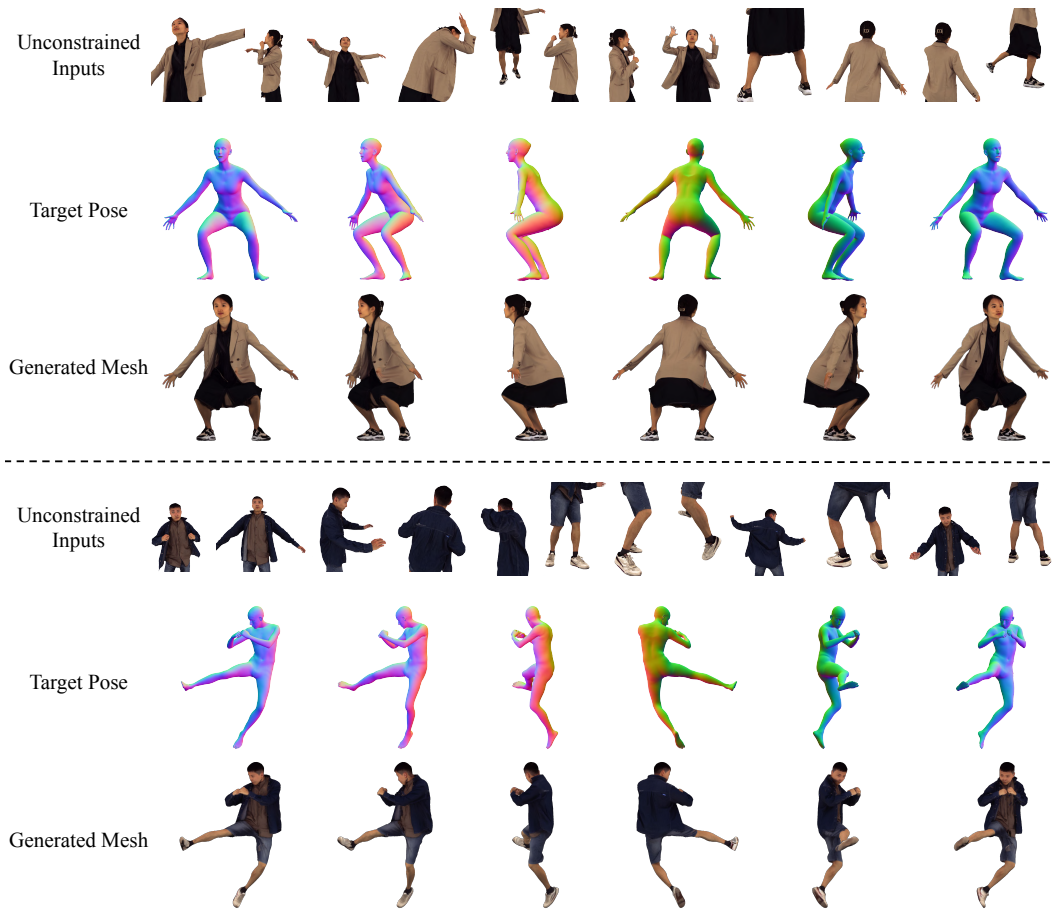 Unconstrained
Inputs
Target Pose
Generated Mesh
Unconstrained
Inputs
Target Pose
Generated Mesh